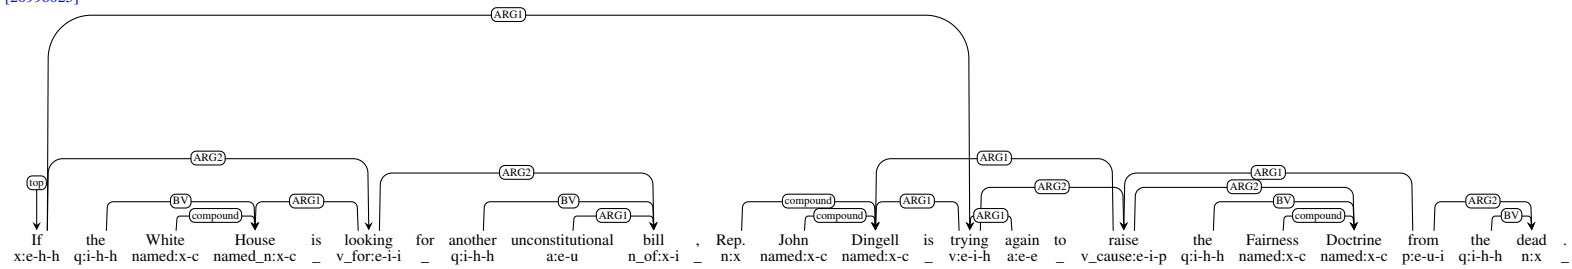 [20990023]
ARG1
ARG2 ARG1
ARG2 ARG1
top ARG2 ARG2
BV ARG1 BV compound ARG1 BV ARG2
compound ARG1 compound ARG1 compound BV
If the White House is looking for another unconstitutional bill , Rep. John Dingell is trying again to raise the Fairness Doctrine from the dead .
x:e-h-h q:i-h-h named:x-c named_n:x-c _ v_for:e-i-i _ q:i-h-h a:e-u n_of:x-i _ n:x named:x-c named:x-c _ v:e-i-h a:e-e _ v_cause:e-i-p q:i-h-h named:x-c named:x-c p:e-u-i q:i-h-h n:x _